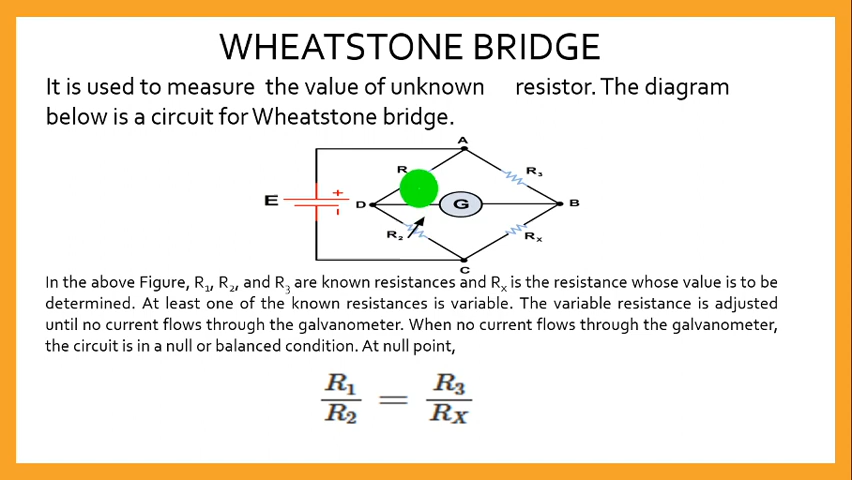 WHEATSTONE BRIDGE
It is used to measure the value of unknown resistor. The diagram
below is a circuit for Wheatstone bridge.
A
R
R₃
E
+
-
D
G
B
R₂
Rₓ
C
In the above Figure, R₁, R₂, and R₃ are known resistances and Rₓ is the resistance whose value is to be
determined. At least one of the known resistances is variable. The variable resistance is adjusted
until no current flows through the galvanometer. When no current flows through the galvanometer,
the circuit is in a null or balanced condition. At null point,
R₁/R₂ = R₃/R_X